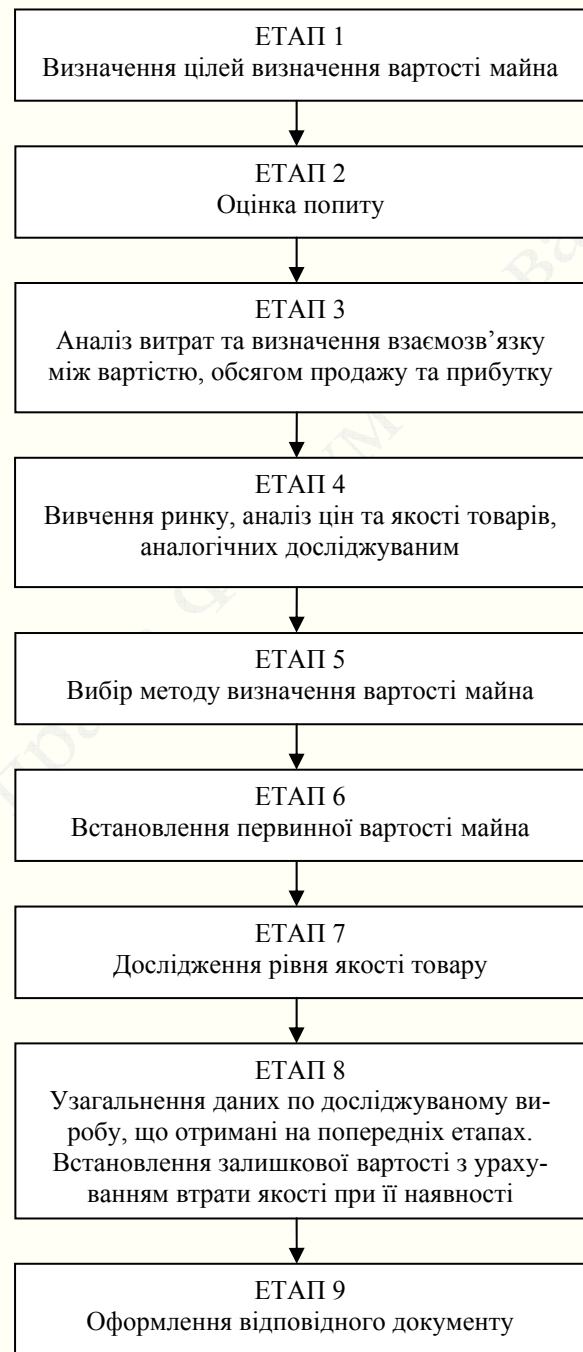 ЕТАП 1
Визначення цілей визначення вартості майна
ЕТАП 2
Оцінка попиту
ЕТАП 3
Аналіз витрат та визначення взаємозв’язку
між вартістю, обсягом продажу та прибутку
ЕТАП 4
Вивчення ринку, аналіз цін та якості товарів,
аналогічних досліджуваним
ЕТАП 5
Вибір методу визначення вартості майна
ЕТАП 6
Встановлення первинної вартості майна
ЕТАП 7
Дослідження рівня якості товару
ЕТАП 8
Узагальнення даних по досліджуваному ви-
робу, що отримані на попередніх етапах.
Встановлення залишкової вартості з ураху-
ванням втрати якості при її наявності
ЕТАП 9
Оформлення відповідного документу